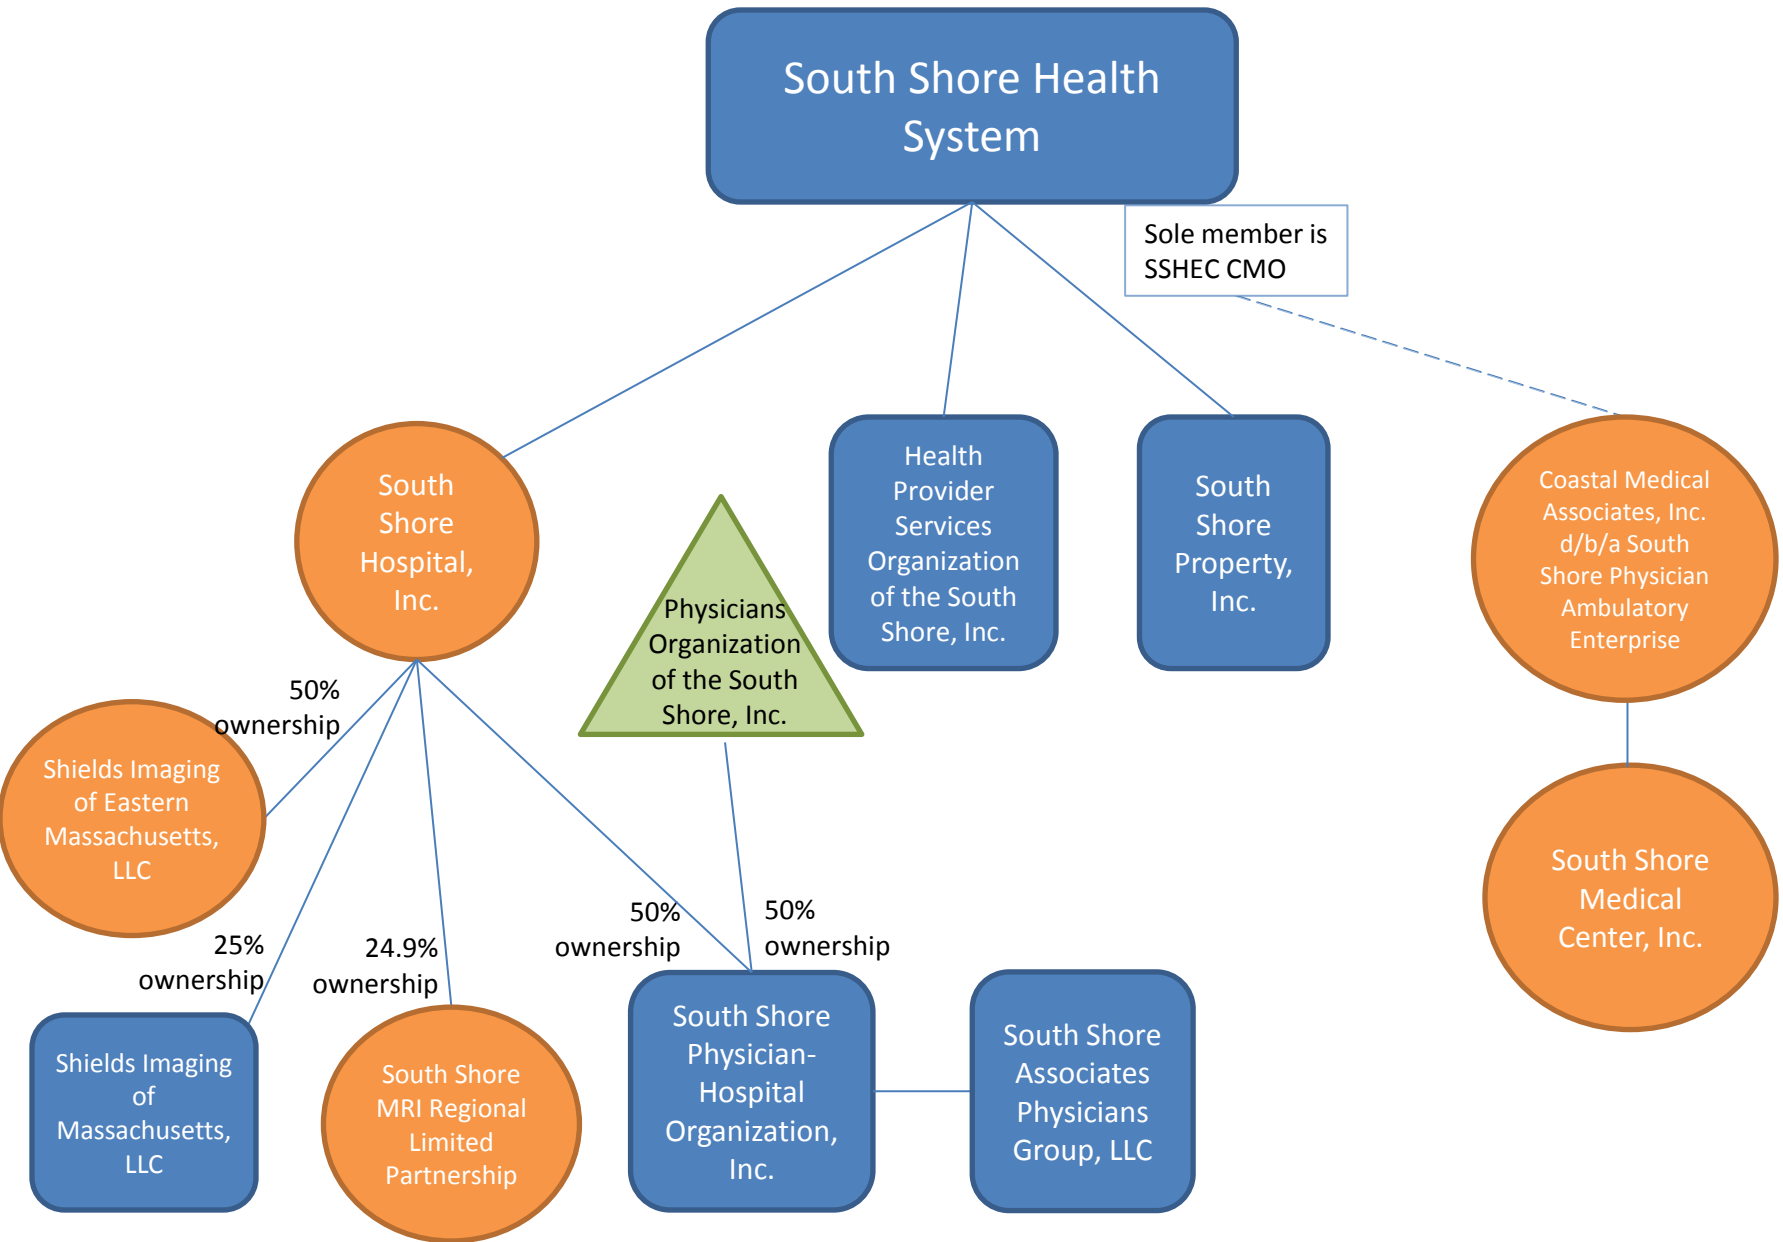 South Shore Health
System
Sole member is
SSHEC CMO
South
Shore
Hospital,
Inc.
Physicians
Organization
of the South
Shore, Inc.
Health
Provider
Services
Organization
of the South
Shore, Inc.
South
Shore
Property,
Inc.
Coastal Medical
Associates, Inc.
d/b/a South
Shore Physician
Ambulatory
Enterprise
50%
ownership
Shields Imaging
of Eastern
Massachusetts,
LLC
25%
ownership
24.9%
ownership
50%
ownership
50%
ownership
South Shore
Medical
Center, Inc.
Shields Imaging
of
Massachusetts,
LLC
South Shore
MRI Regional
Limited
Partnership
South Shore
Physician-
Hospital
Organization,
Inc.
South Shore
Associates
Physicians
Group, LLC